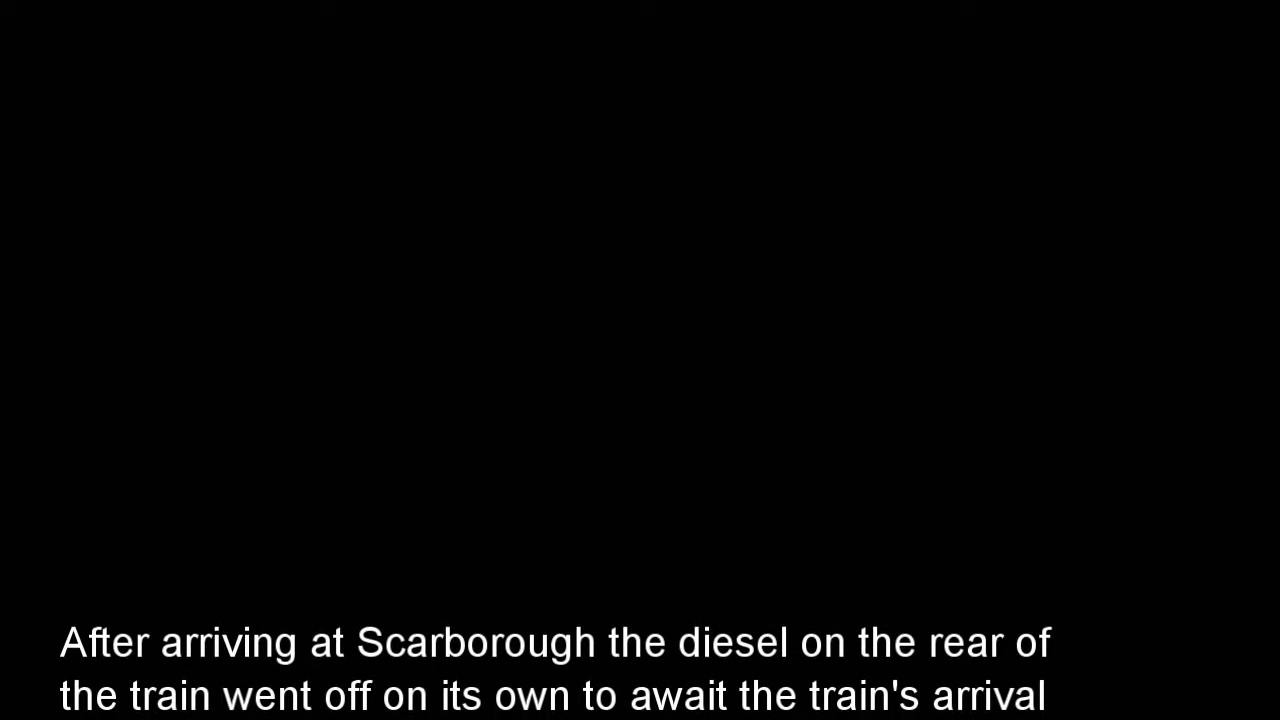 After arriving at Scarborough the diesel on the rear of
the train went off on its own to await the train's arrival